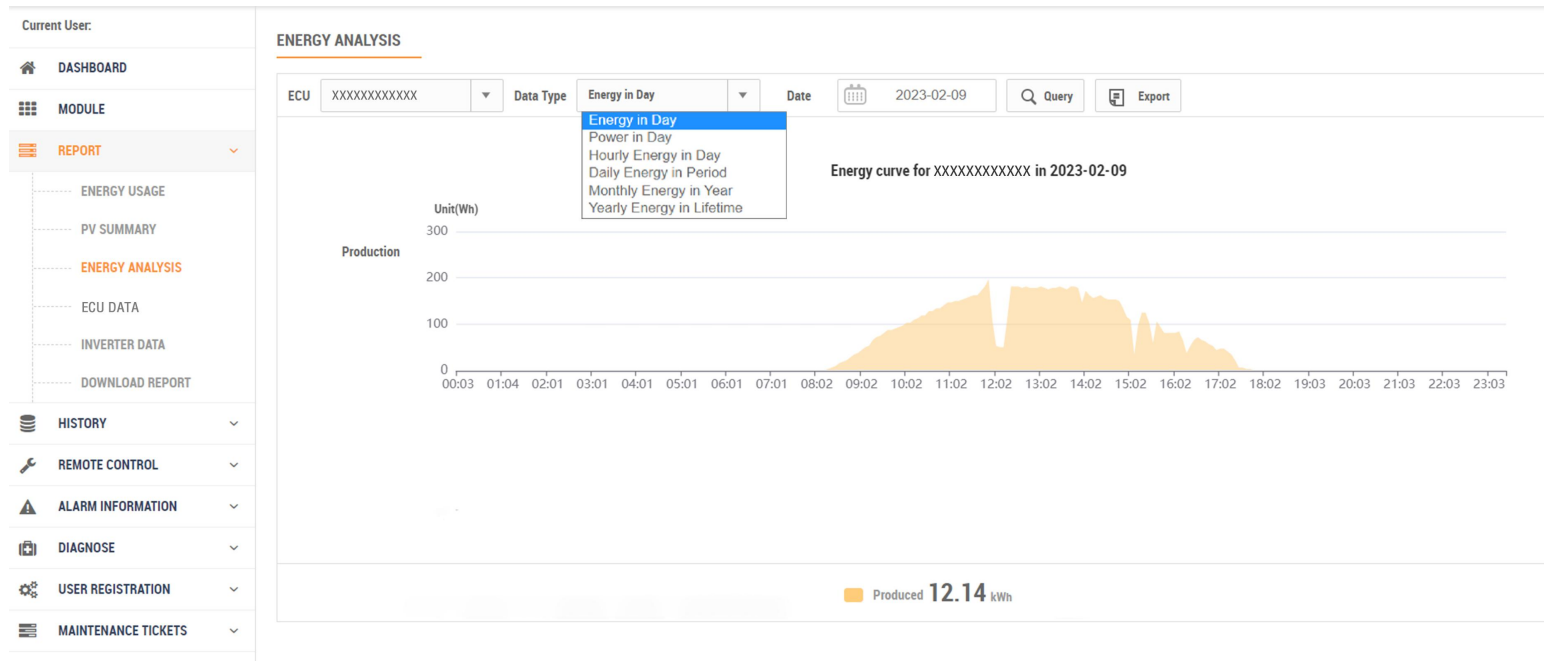 Current User:
DASHBOARD
MODULE
REPORT
ENERGY USAGE
PV SUMMARY
ENERGY ANALYSIS
ECU DATA
INVERTER DATA
DOWNLOAD REPORT
HISTORY
REMOTE CONTROL
ALARM INFORMATION
DIAGNOSE
USER REGISTRATION
MAINTENANCE TICKETS
ENERGY ANALYSIS
ECU XXXXXXXXXXXX Data Type Energy in Day Date 2023-02-09 Query Export
Energy in Day
Power in Day
Hourly Energy in Day
Daily Energy in Period
Monthly Energy in Year
Yearly Energy in Lifetime
Energy curve for XXXXXXXXXXXX in 2023-02-09
Unit(Wh)
Production
300
200
100
0
00:03 01:04 02:01 03:01 04:01 05:01 06:01 07:01 08:02 09:02 10:02 11:02 12:02 13:02 14:02 15:02 16:02 17:02 18:02 19:03 20:03 21:03 22:03 23:03
Produced 12.14 kWh